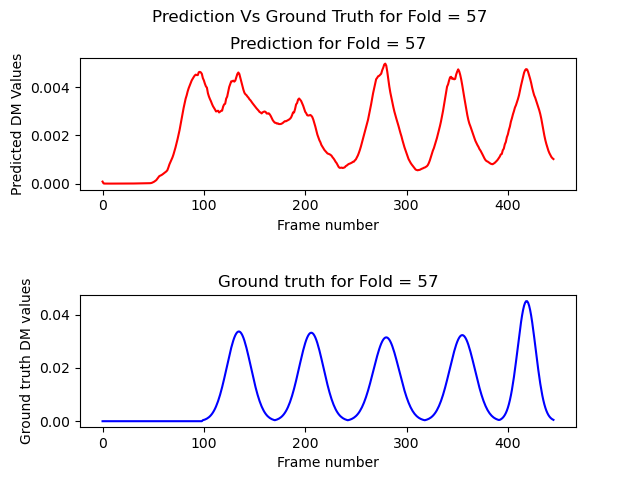 Prediction Vs Ground Truth for Fold = 57
Prediction for Fold = 57
Predicted DM Values
0.004
0.002
0.000
0 100 200 300 400
Frame number
Ground truth for Fold = 57
Ground truth DM values
0.04
0.02
0.00
0 100 200 300 400
Frame number